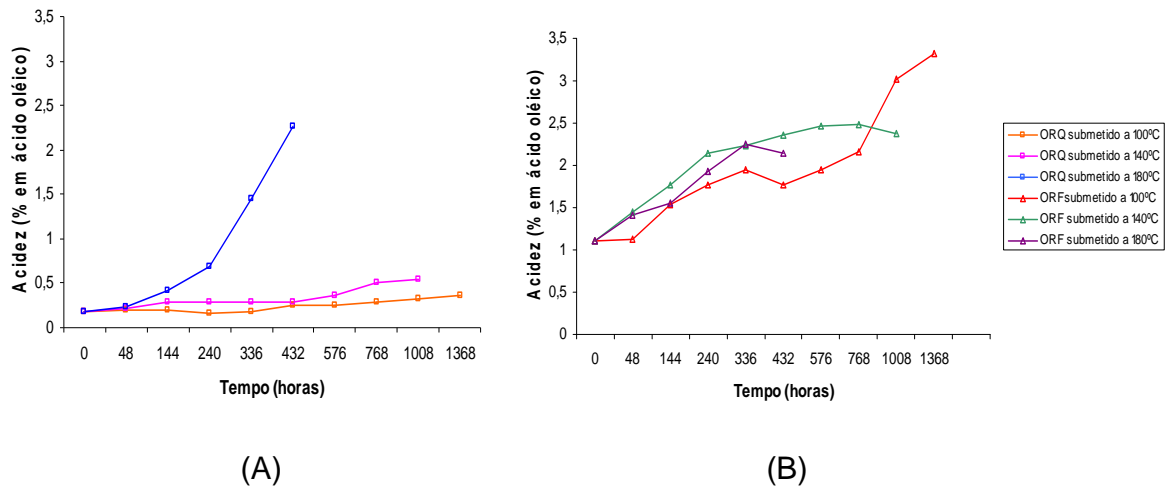 3,5
3
2,5
2
1,5
1
0,5
0
Acidez (% em ácido oléico)
0 48 144 240 336 432 576 768 1008 1368
Tempo (horas)
(A)
3,5
3
2,5
2
1,5
1
0,5
0
Acidez (% em ácido oléico)
0 48 144 240 336 432 576 768 1008 1368
Tempo (horas)
(B)
ORQ submetido a 100ºC
ORQ submetido a 140ºC
ORQ submetido a 180ºC
ORFsubmetido a 100ºC
ORF submetido a 140ºC
ORF submetido a 180ºC